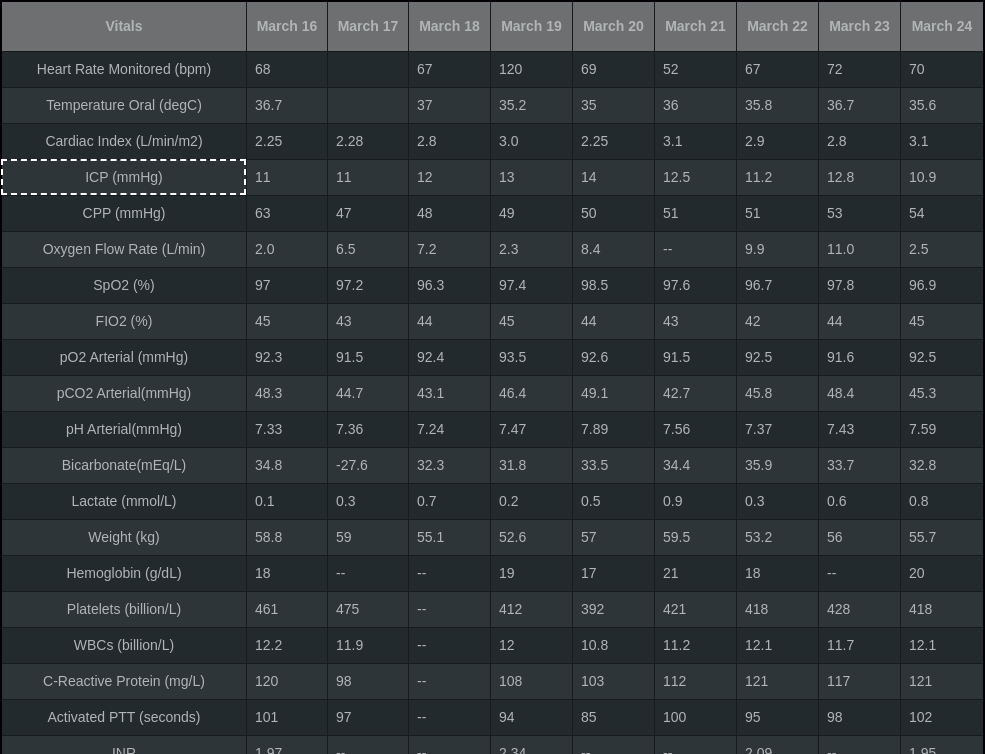 Vitals March 16 March 17 March 18 March 19 March 20 March 21 March 22 March 23 March 24
Heart Rate Monitored (bpm) 68 67 120 69 52 67 72 70
Temperature Oral (degC) 36.7 37 35.2 35 36 35.8 36.7 35.6
Cardiac Index (L/min/m2) 2.25 2.28 2.8 3.0 2.25 3.1 2.9 2.8 3.1
ICP (mmHg) 11 11 12 13 14 12.5 11.2 12.8 10.9
CPP (mmHg) 63 47 48 49 50 51 51 53 54
Oxygen Flow Rate (L/min) 2.0 6.5 7.2 2.3 8.4 -- 9.9 11.0 2.5
SpO2 (%) 97 97.2 96.3 97.4 98.5 97.6 96.7 97.8 96.9
FIO2 (%) 45 43 44 45 44 43 42 44 45
pO2 Arterial (mmHg) 92.3 91.5 92.4 93.5 92.6 91.5 92.5 91.6 92.5
pCO2 Arterial(mmHg) 48.3 44.7 43.1 46.4 49.1 42.7 45.8 48.4 45.3
pH Arterial(mmHg) 7.33 7.36 7.24 7.47 7.89 7.56 7.37 7.43 7.59
Bicarbonate(mEq/L) 34.8 -27.6 32.3 31.8 33.5 34.4 35.9 33.7 32.8
Lactate (mmol/L) 0.1 0.3 0.7 0.2 0.5 0.9 0.3 0.6 0.8
Weight (kg) 58.8 59 55.1 52.6 57 59.5 53.2 56 55.7
Hemoglobin (g/dL) 18 -- -- 19 17 21 18 -- 20
Platelets (billion/L) 461 475 -- 412 392 421 418 428 418
WBCs (billion/L) 12.2 11.9 -- 12 10.8 11.2 12.1 11.7 12.1
C-Reactive Protein (mg/L) 120 98 -- 108 103 112 121 117 121
Activated PTT (seconds) 101 97 -- 94 85 100 95 98 102
INR 1.97 -- -- 2.34 -- -- 2.09 -- 1.95